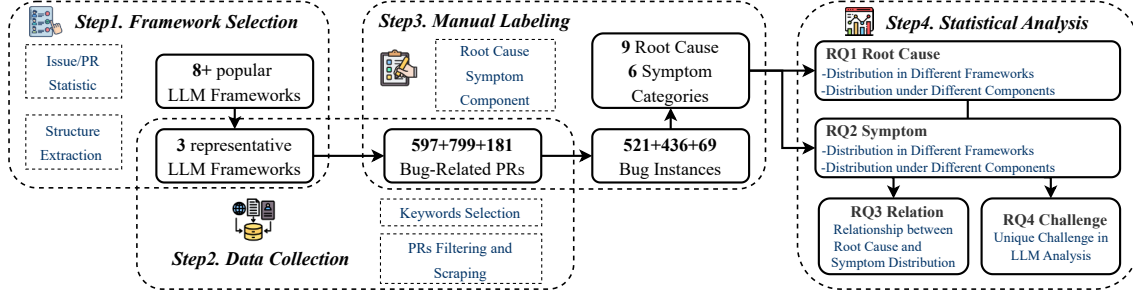 Step1. Framework Selection
Issue/PR
Statistic
Structure
Extraction
8+ popular
LLM Frameworks
3 representative
LLM Frameworks
Step2. Data Collection
Keywords Selection
PRs Filtering and
Scraping
Step3. Manual Labeling
Root Cause
Symptom
Component
597+799+181
Bug-Related PRs
521+436+69
Bug Instances
9 Root Cause
6 Symptom
Categories
Step4. Statistical Analysis
RQ1 Root Cause
-Distribution in Different Frameworks
-Distribution under Different Components
RQ2 Symptom
-Distribution in Different Frameworks
-Distribution under Different Components
RQ3 Relation
Relationship between
Root Cause and
Symptom Distribution
RQ4 Challenge
Unique Challenge in
LLM Analysis